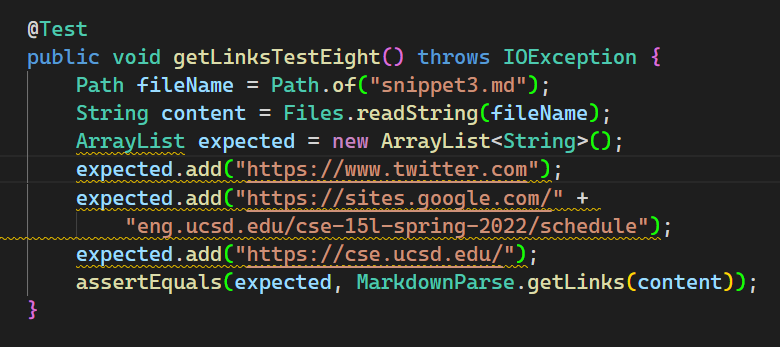 @Test
public void getLinksTestEight() throws IOException {
    Path fileName = Path.of("snippet3.md");
    String content = Files.readString(fileName);
    ArrayList expected = new ArrayList<String>();
    expected.add("https://www.twitter.com");
    expected.add("https://sites.google.com/" +
        "eng.ucsd.edu/cse-15l-spring-2022/schedule");
    expected.add("https://cse.ucsd.edu/");
    assertEquals(expected, MarkdownParse.getLinks(content));
}